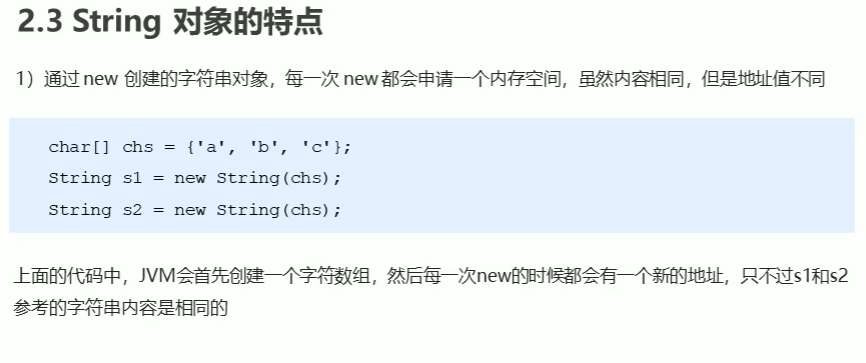 2.3 String 对象的特点
1）通过 new 创建的字符串对象，每一次 new 都会申请一个内存空间，虽然内容相同，但是地址值不同
char[] chs = {'a', 'b', 'c'};
String s1 = new String(chs);
String s2 = new String(chs);
上面的代码中，JVM会首先创建一个字符数组，然后每一次new的时候都会有一个新的地址，只不过s1和s2
参考的字符串内容是相同的